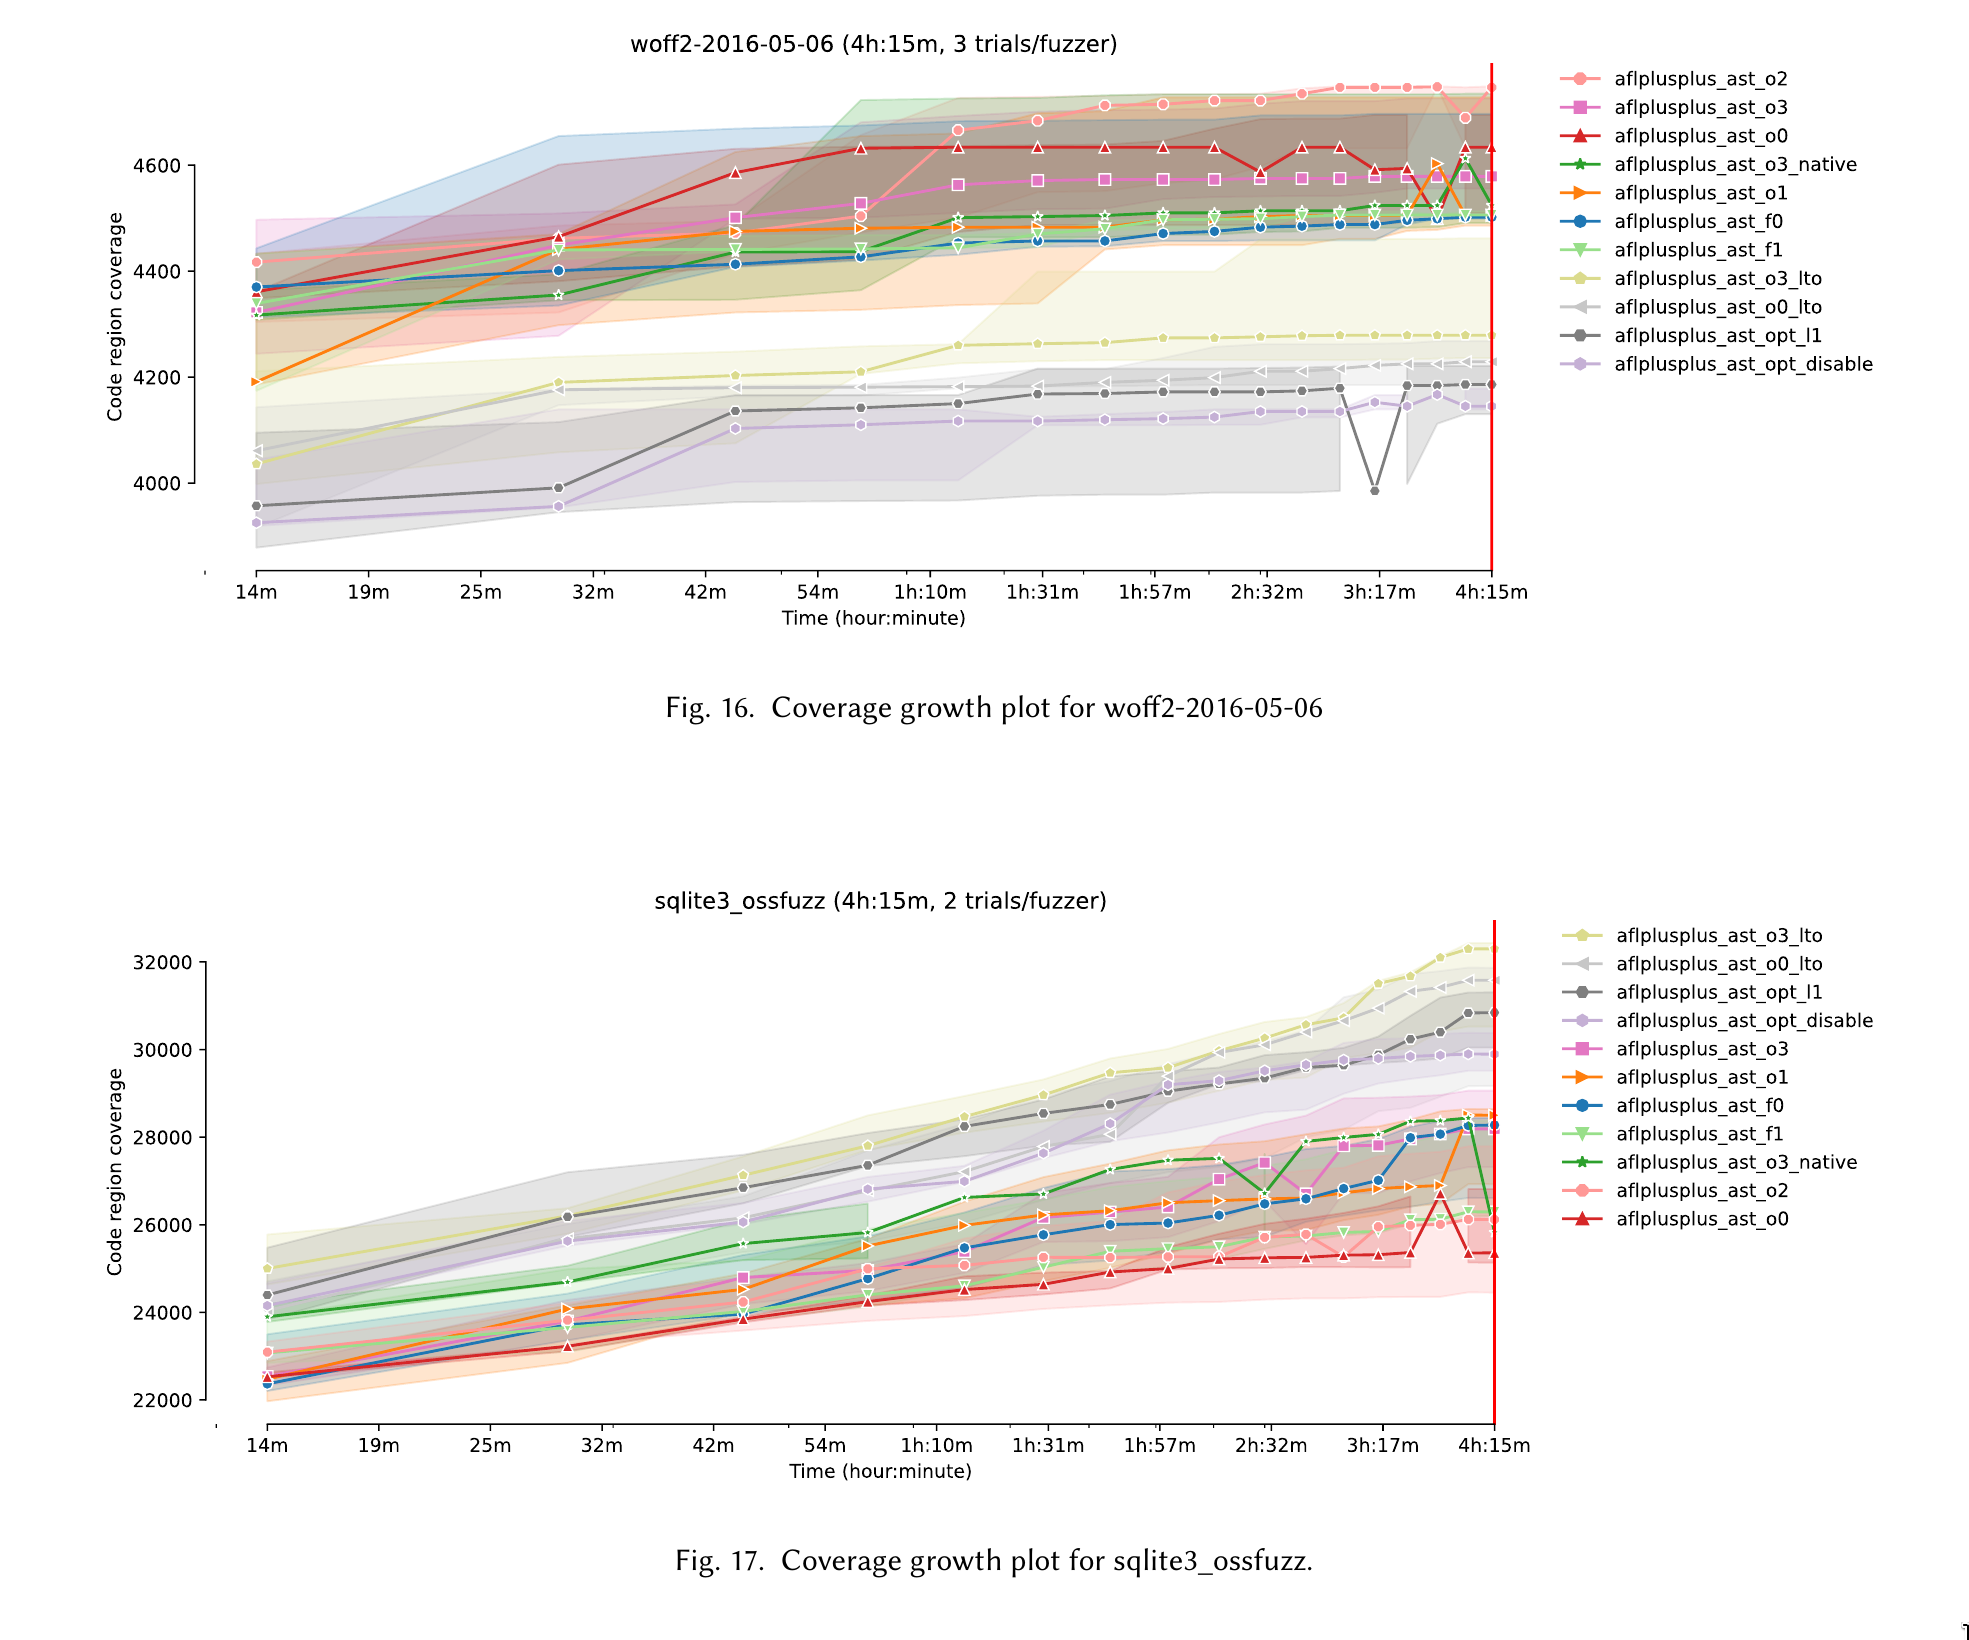 woff2-2016-05-06 (4h:15m, 3 trials/fuzzer)
aflplusplus_ast_o2
aflplusplus_ast_o3
aflplusplus_ast_o0
aflplusplus_ast_o3_native
aflplusplus_ast_o1
aflplusplus_ast_f0
aflplusplus_ast_f1
aflplusplus_ast_o3_lto
aflplusplus_ast_o0_lto
aflplusplus_ast_opt_l1
aflplusplus_ast_opt_disable
Code region coverage
4600
4400
4200
4000
14m 19m 25m 32m 42m 54m 1h:10m 1h:31m 1h:57m 2h:32m 3h:17m 4h:15m
Time (hour:minute)
Fig. 16. Coverage growth plot for woff2-2016-05-06
sqlite3_ossfuzz (4h:15m, 2 trials/fuzzer)
aflplusplus_ast_o3_lto
aflplusplus_ast_o0_lto
aflplusplus_ast_opt_l1
aflplusplus_ast_opt_disable
aflplusplus_ast_o3
aflplusplus_ast_o1
aflplusplus_ast_f0
aflplusplus_ast_f1
aflplusplus_ast_o3_native
aflplusplus_ast_o2
aflplusplus_ast_o0
Code region coverage
32000
30000
28000
26000
24000
22000
14m 19m 25m 32m 42m 54m 1h:10m 1h:31m 1h:57m 2h:32m 3h:17m 4h:15m
Time (hour:minute)
Fig. 17. Coverage growth plot for sqlite3_ossfuzz.